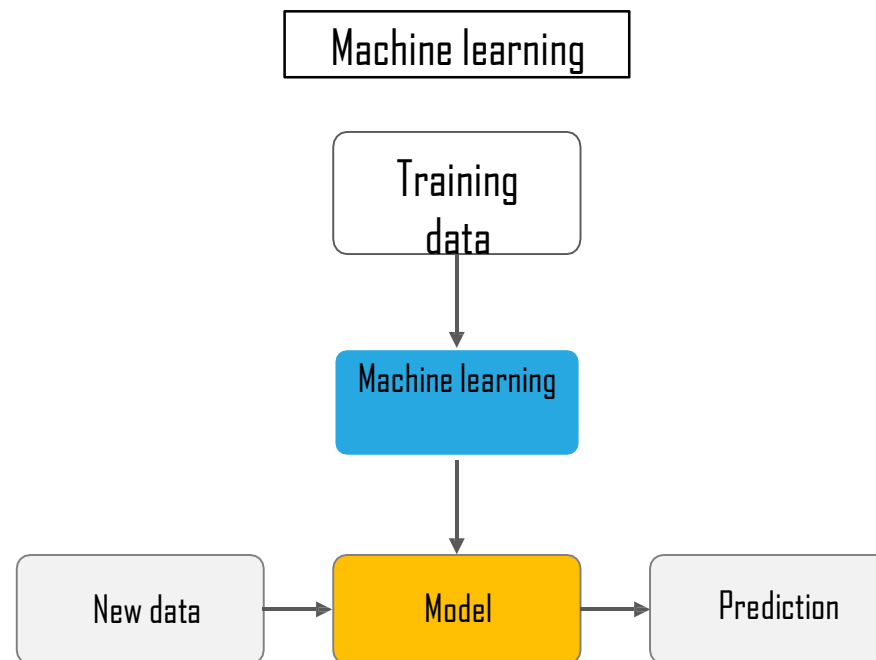 Machine learning
Training
data
Machine learning
New data
Model
Prediction